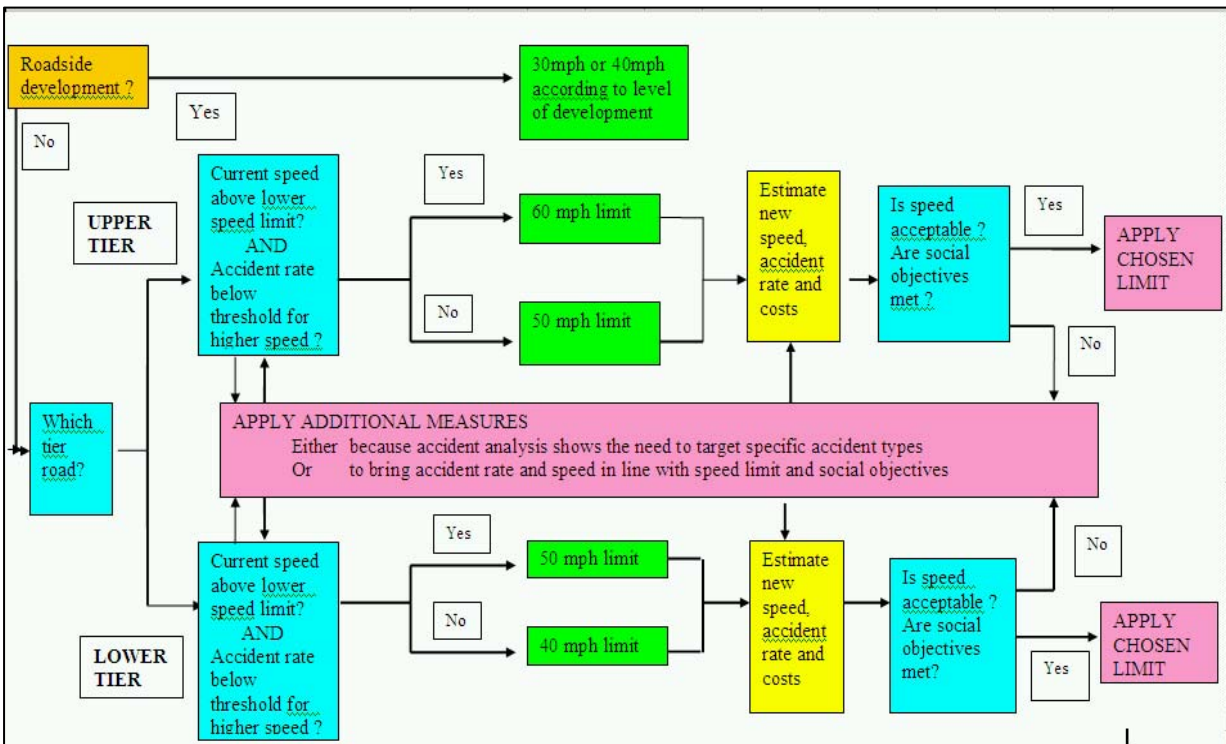 Roadside
development ?
Yes
30mph or 40mph
according to level
of development
No
UPPER
TIER
Current speed
above lower
speed limit?
AND
Accident rate
below
threshold for
higher speed ?
Yes
60 mph limit
No
50 mph limit
Estimate
new
speed,
accident
rate and
costs
Is speed
acceptable ?
Are social
objectives
met ?
Yes
APPLY
CHOSEN
LIMIT
No
Which
tier
road?
APPLY ADDITIONAL MEASURES
Either because accident analysis shows the need to target specific accident types
Or to bring accident rate and speed in line with speed limit and social objectives
LOWER
TIER
Current speed
above lower
speed limit?
AND
Accident rate
below
threshold for
higher speed ?
Yes
50 mph limit
No
40 mph limit
Estimate
new
speed,
accident
rate and
costs
Is speed
acceptable ?
Are social
objectives
met?
No
Yes
APPLY
CHOSEN
LIMIT